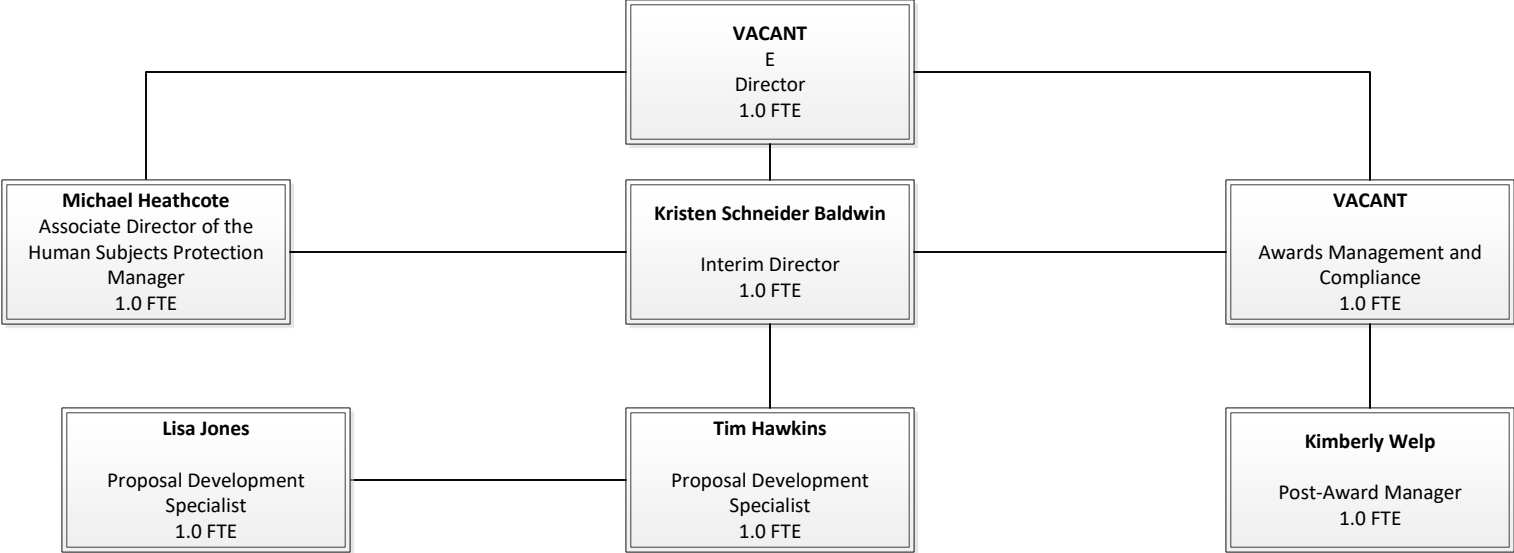 VACANT
E
Director
1.0 FTE
Michael Heathcote
Associate Director of the
Human Subjects Protection
Manager
1.0 FTE
Kristen Schneider Baldwin
Interim Director
1.0 FTE
VACANT
Awards Management and
Compliance
1.0 FTE
Lisa Jones
Proposal Development
Specialist
1.0 FTE
Tim Hawkins
Proposal Development
Specialist
1.0 FTE
Kimberly Welp
Post-Award Manager
1.0 FTE